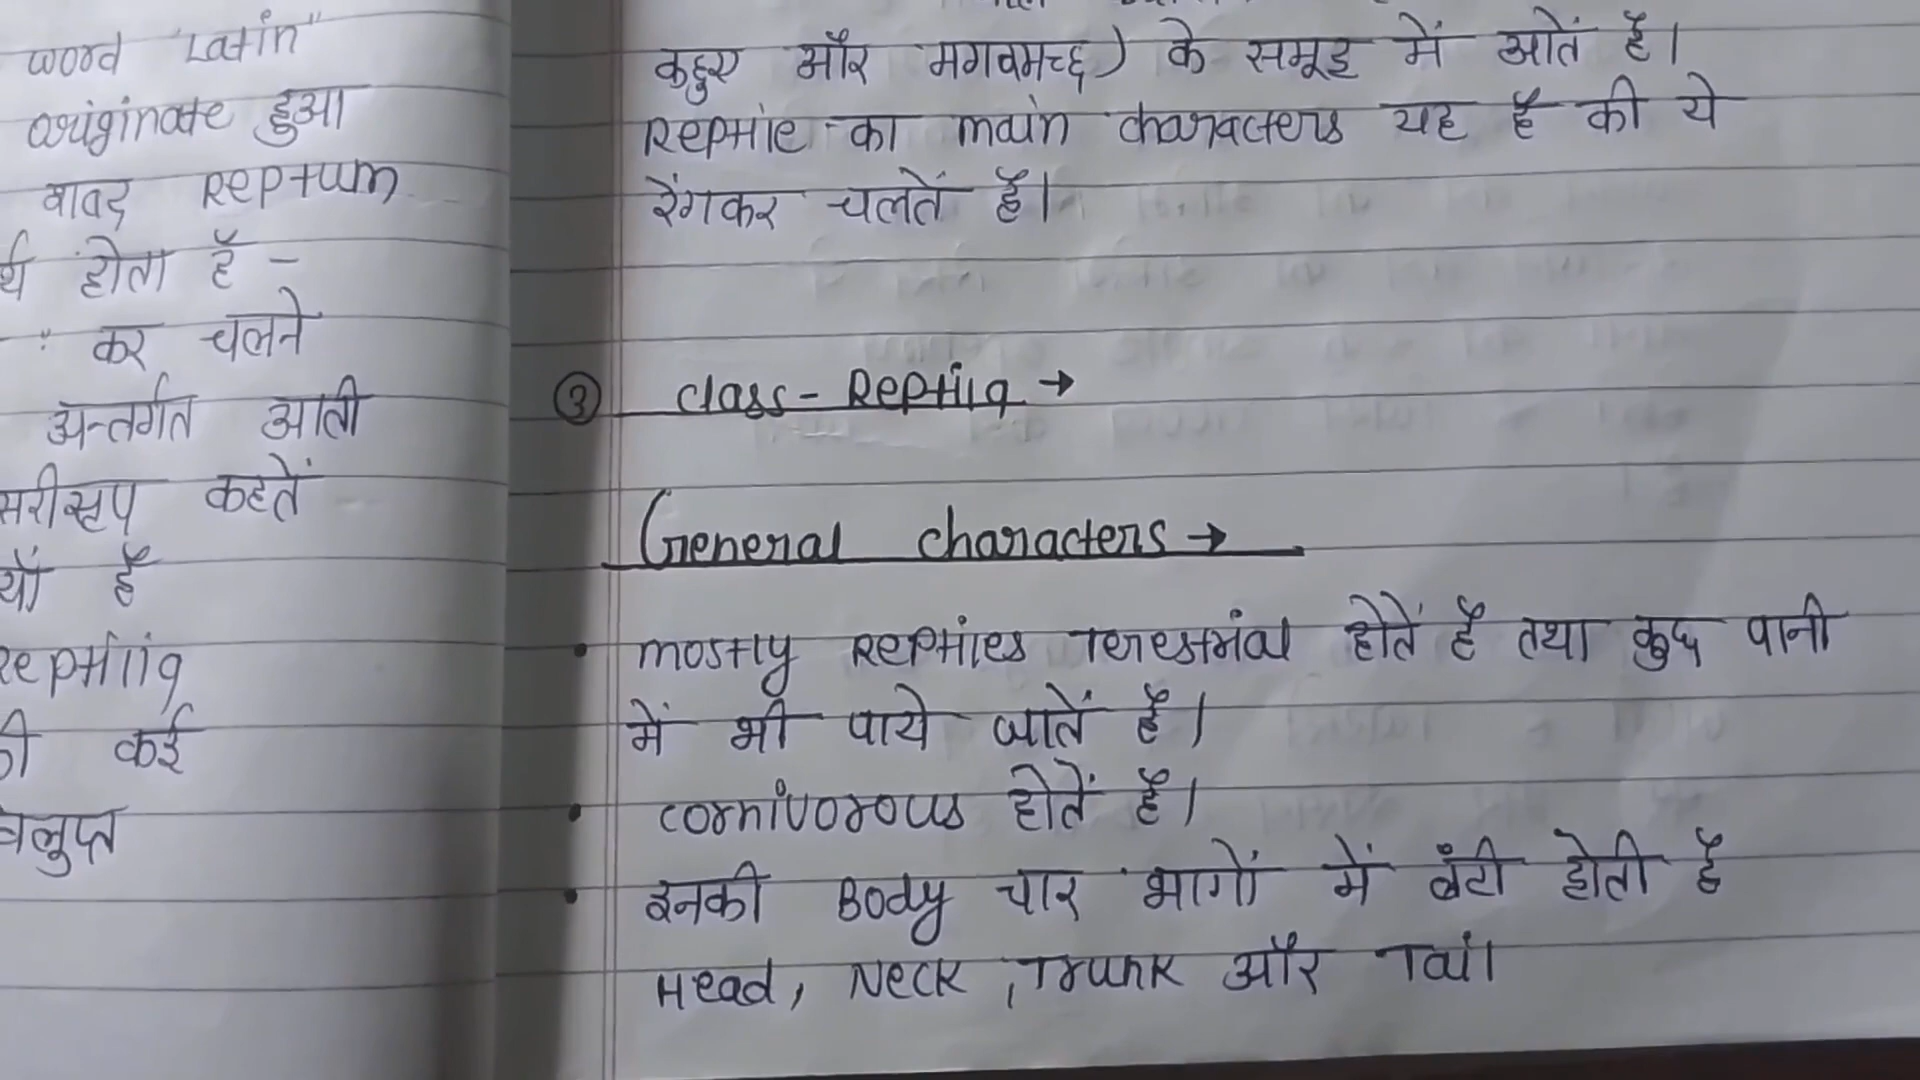 word "Latin"
originate हुआ
शब्द Reptum
र्थ होता है -
कर चलने
अन्तर्गत आती
सरीसृप कहतें
यों है
reptilia
की कई
विलुप्त
कछुए और मगरमच्छ) के समूह में आतें है।
Reptile का main characters यह है की ये
रेंगकर चलतें है।
③ class - Reptilia →
General characters →
• mostly Reptiles Terestrial होतें है तथा कुछ पानी
में भी पाये जातें है।
• cornivorous होतें है।
• इनकी Body चार भागों में बंटी होती है
Head, Neck, Trunk और Tail